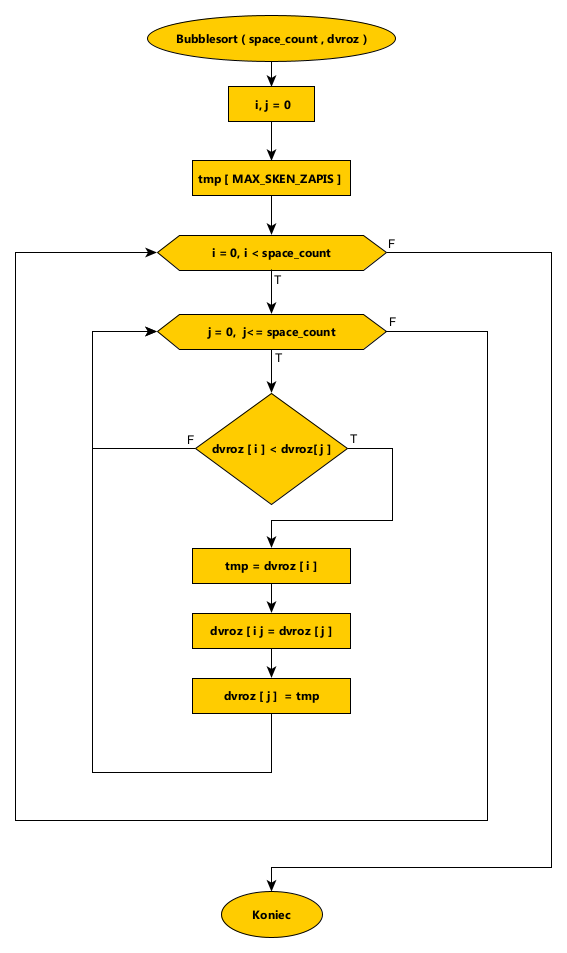 Bubblesort ( space_count , dvroz )
i, j = 0
tmp [ MAX_SKEN_ZAPIS ]
i = 0, i < space_count
F
T
j = 0, j<= space_count
F
T
dvroz [ i ] < dvroz[ j ]
F
T
tmp = dvroz [ i ]
dvroz [ i j = dvroz [ j ]
dvroz [ j ] = tmp
Koniec